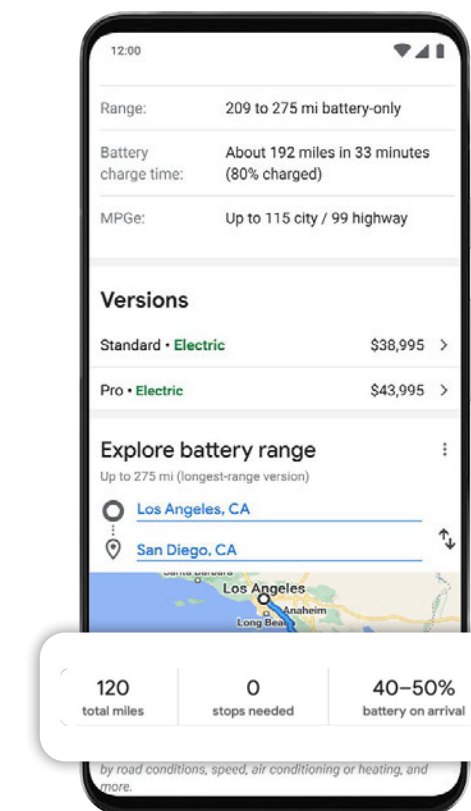 12:00
Range: 209 to 275 mi battery-only
Battery charge time: About 192 miles in 33 minutes (80% charged)
MPGe: Up to 115 city / 99 highway
Versions
Standard • Electric $38,995
Pro • Electric $43,995
Explore battery range
Up to 275 mi (longest-range version)
Los Angeles, CA
San Diego, CA
Santa Barbara
Los Angeles
Anaheim
Long Beach
120 0 40–50%
total miles stops needed battery on arrival
by road conditions, speed, air conditioning or heating, and
more.